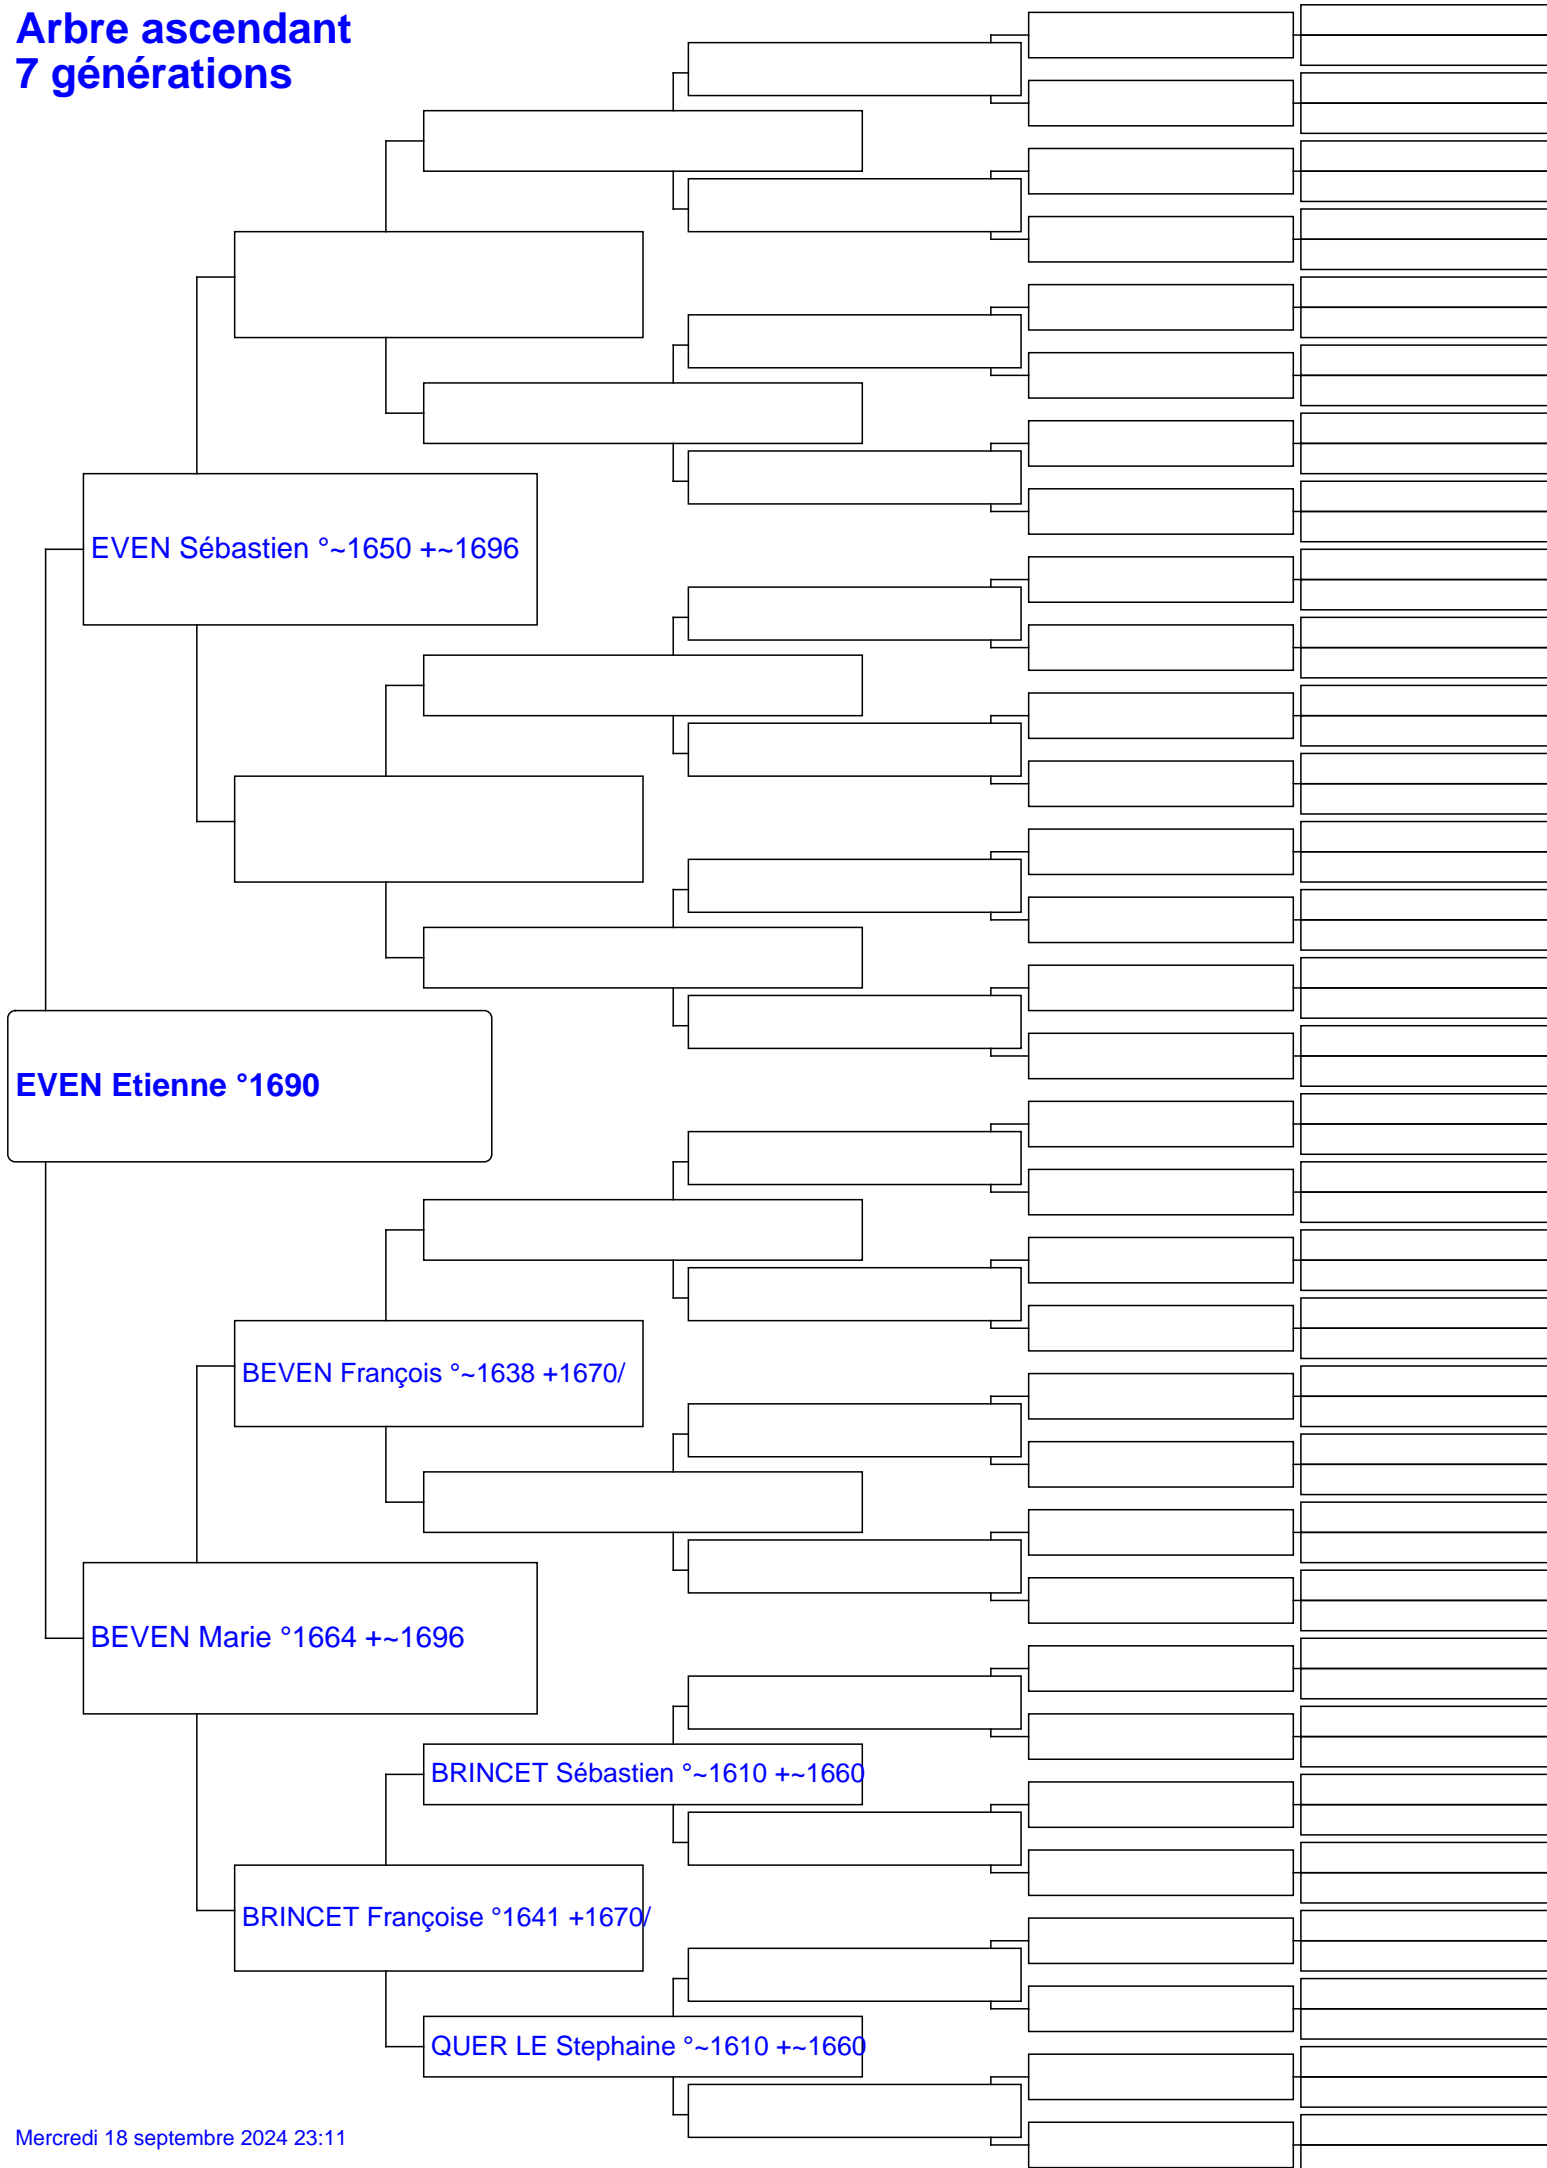 Arbre ascendant
7 générations
EVEN Sébastien °~1650 +~1696
EVEN Etienne °1690
BEVEN François °~1638 +1670/
BEVEN Marie °1664 +~1696
BRINCET Sébastien °~1610 +~1660
BRINCET Françoise °1641 +1670/
QUER LE Stephaine °~1610 +~1660
Mercredi 18 septembre 2024 23:11